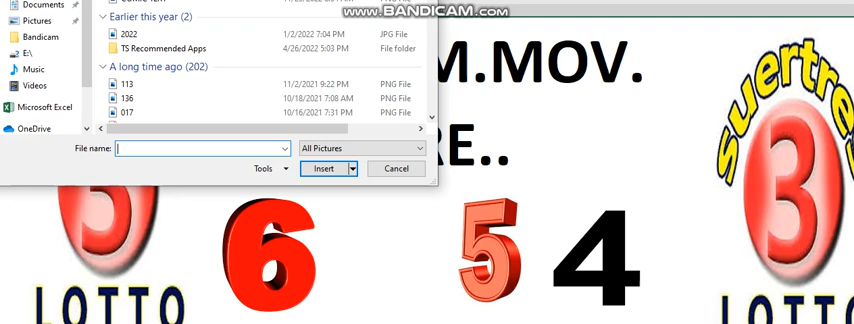 www.BANDICAM.com
Documents
Pictures
Bandicam
E:\
Music
Videos
Microsoft Excel
OneDrive
Earlier this year (2)
2022 1/2/2022 7:04 PM JPG File
TS Recommended Apps 4/26/2022 5:03 PM File folder
A long time ago (202)
113 11/2/2021 9:22 PM PNG File
136 10/18/2021 7:08 AM PNG File
017 10/16/2021 7:31 PM PNG File
File name: All Pictures
Tools Insert Cancel
M.MOV.
RE..
suertres
3
3
6 5 4
LOTTO
LOTTO